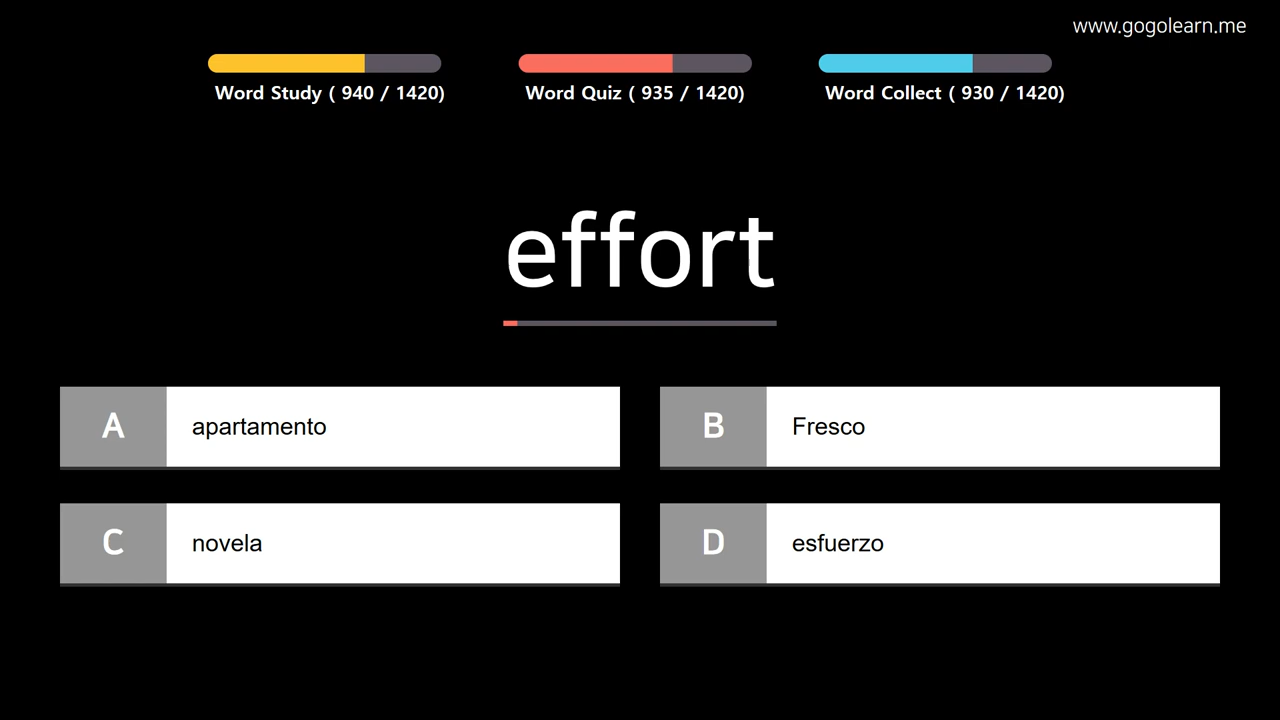 www.gogolearn.me
Word Study ( 940 / 1420)
Word Quiz ( 935 / 1420)
Word Collect ( 930 / 1420)
effort
A apartamento
B Fresco
C novela
D esfuerzo